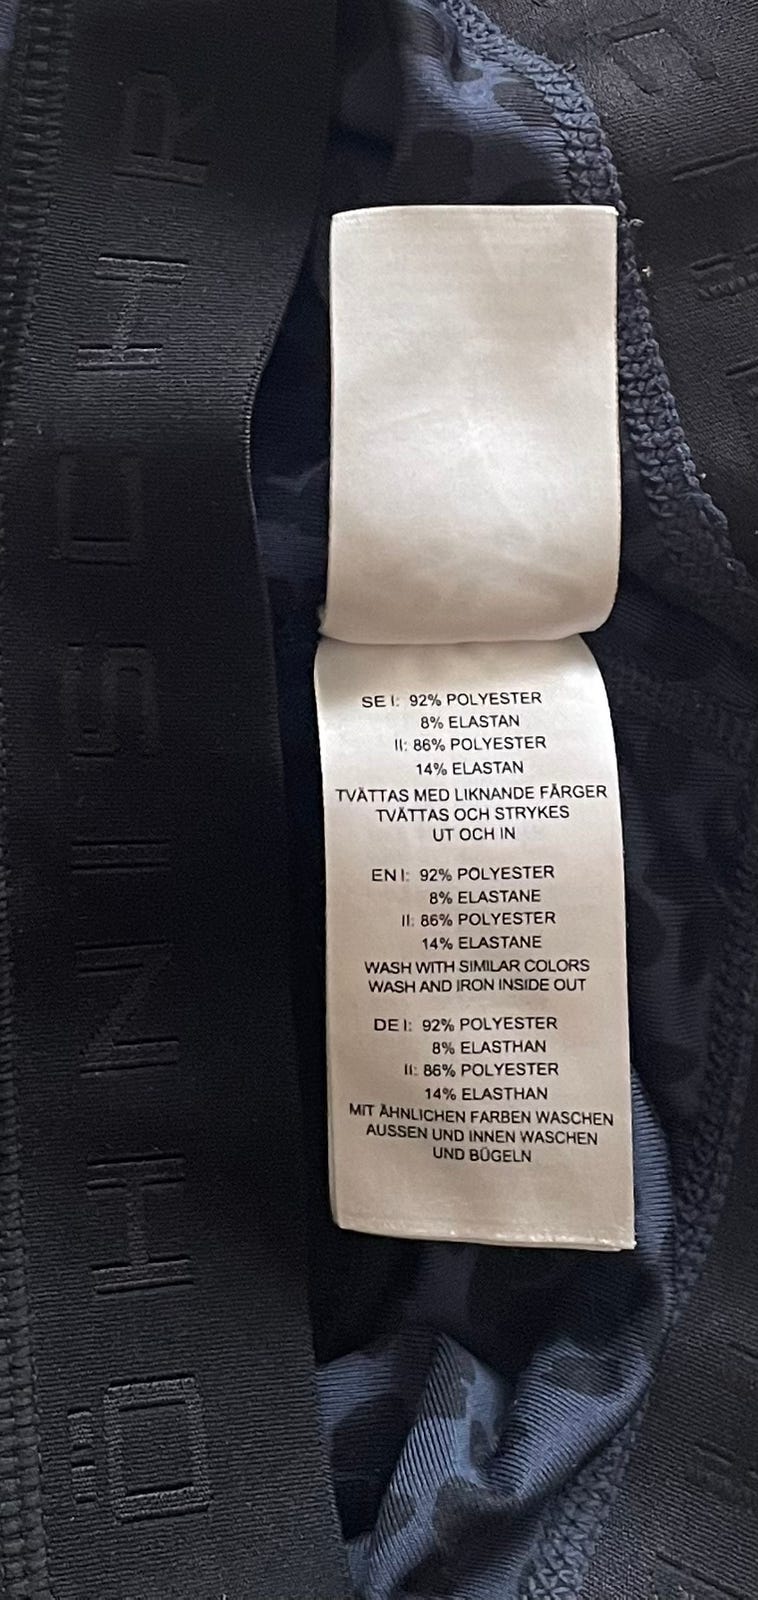 RÖHNISCH RÖH
SE I: 92% POLYESTER
8% ELASTAN
II: 86% POLYESTER
14% ELASTAN
TVÄTTAS MED LIKNANDE FÄRGER
TVÄTTAS OCH STRYKES
UT OCH IN
EN I: 92% POLYESTER
8% ELASTANE
II: 86% POLYESTER
14% ELASTANE
WASH WITH SIMILAR COLORS
WASH AND IRON INSIDE OUT
DE I: 92% POLYESTER
8% ELASTHAN
II: 86% POLYESTER
14% ELASTHAN
MIT ÄHNLICHEN FARBEN WASCHEN
AUSSEN UND INNEN WASCHEN
UND BÜGELN